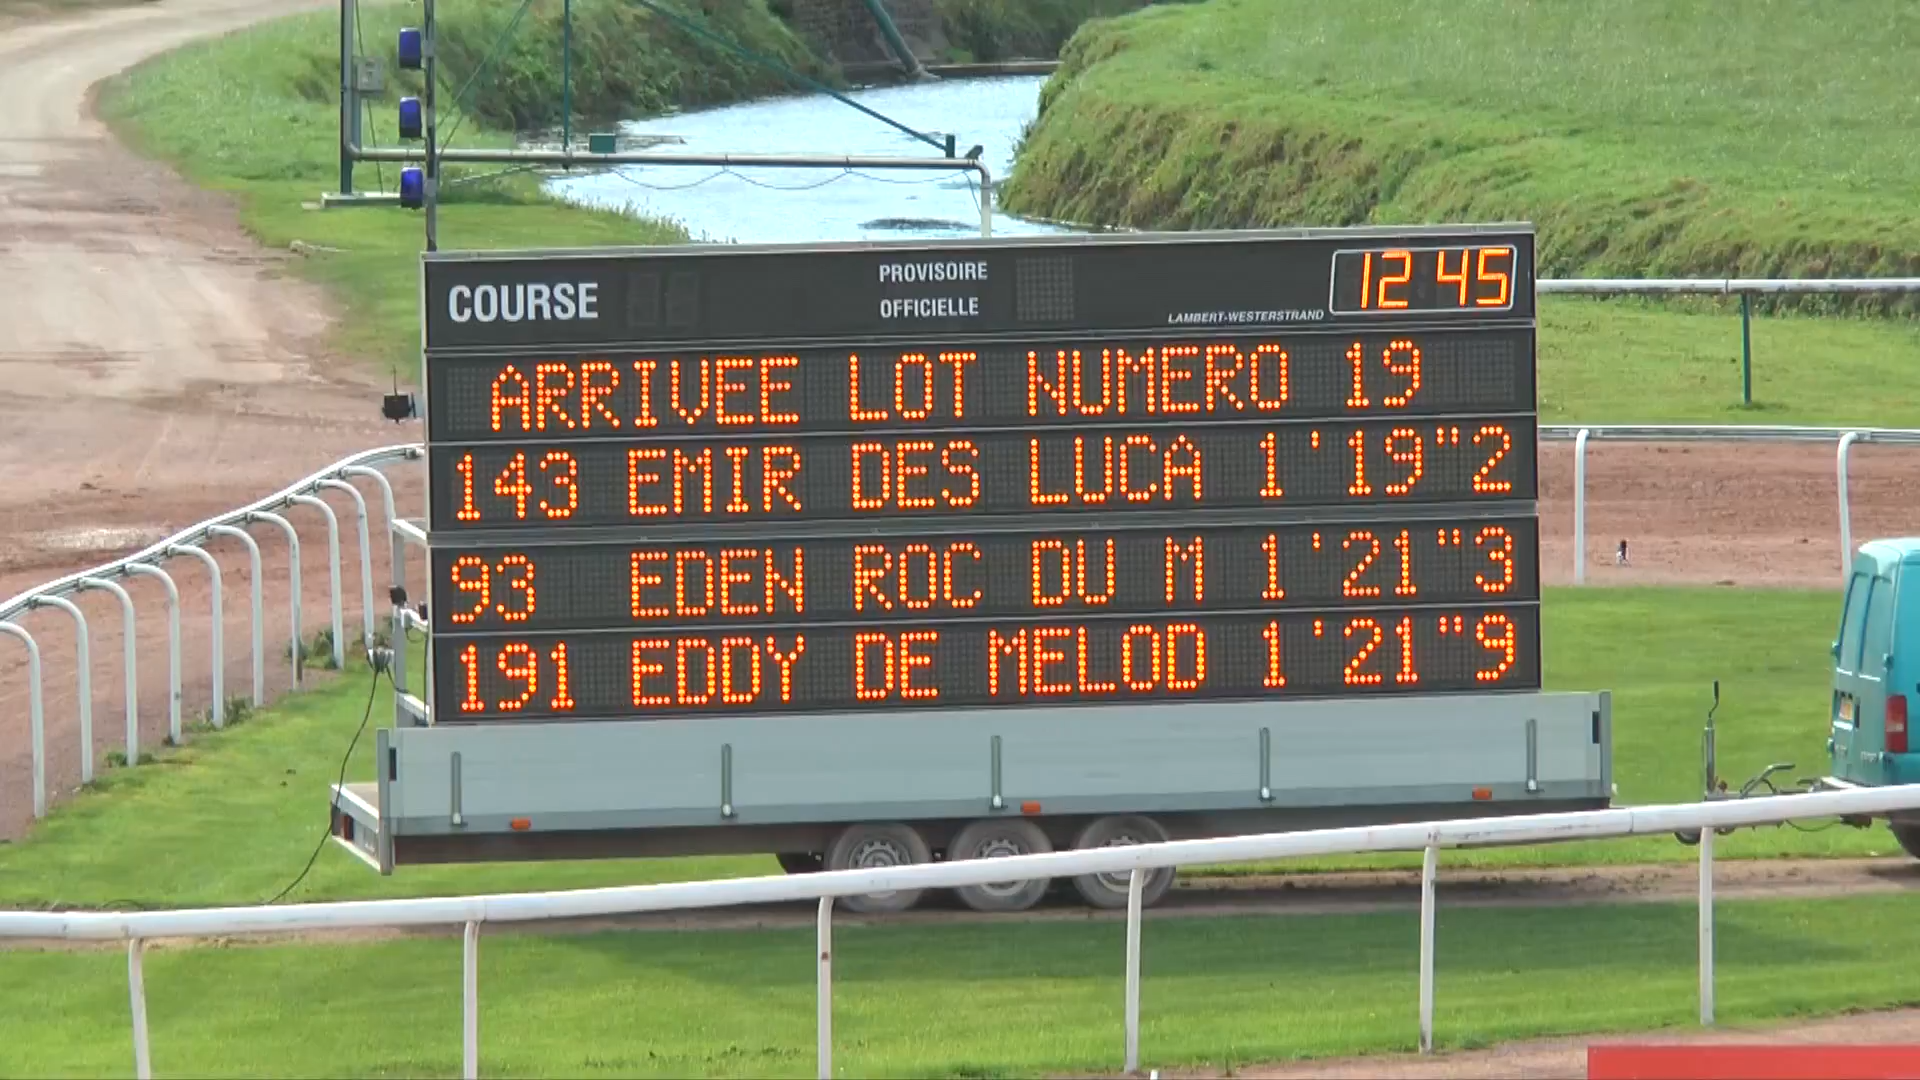 COURSE
PROVISOIRE
OFFICIELLE
LAMBERT-WESTERSTRAND
12 45
ARRIVEE LOT NUMERO 19
143 EMIR DES LUCA 1'19"2
93 EDEN ROC DU M 1'21"3
191 EDDY DE MELOD 1'21"9